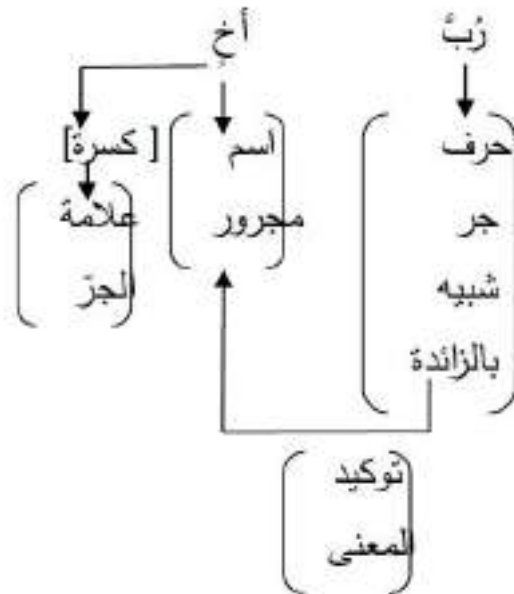 رُبَّ أخٍ
حرف اسم [كسرة]
جر مجرور علامة
شبيه الجرّ
بالزائدة
توكيد
المعنى